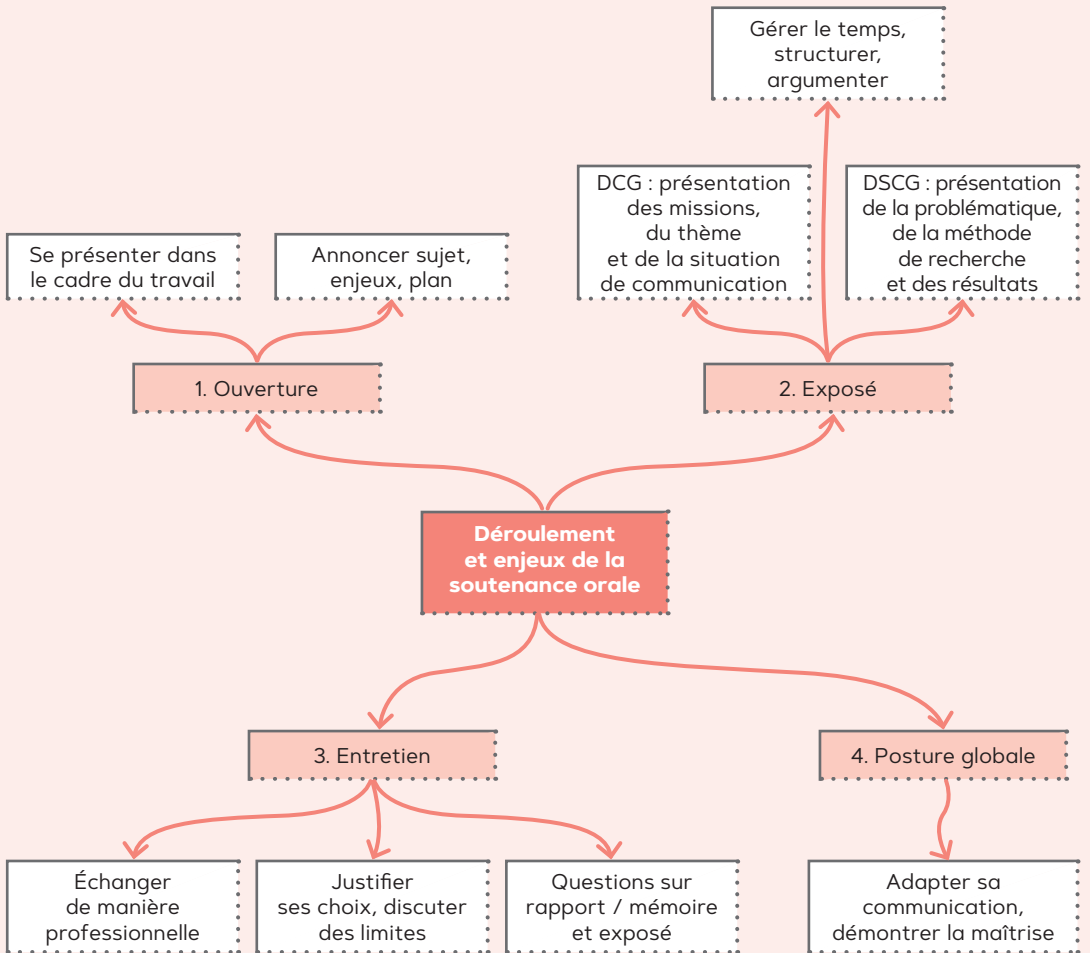 Gérer le temps,
structurer,
argumenter
DCG : présentation
des missions,
du thème
et de la situation
de communication
DSCG : présentation
de la problématique,
de la méthode
de recherche
et des résultats
Se présenter dans
le cadre du travail
Annoncer sujet,
enjeux, plan
1. Ouverture
2. Exposé
Déroulement
et enjeux de la
soutenance orale
3. Entretien
4. Posture globale
Échanger
de manière
professionnelle
Justifier
ses choix, discuter
des limites
Questions sur
rapport / mémoire
et exposé
Adapter sa
communication,
démontrer la maîtrise